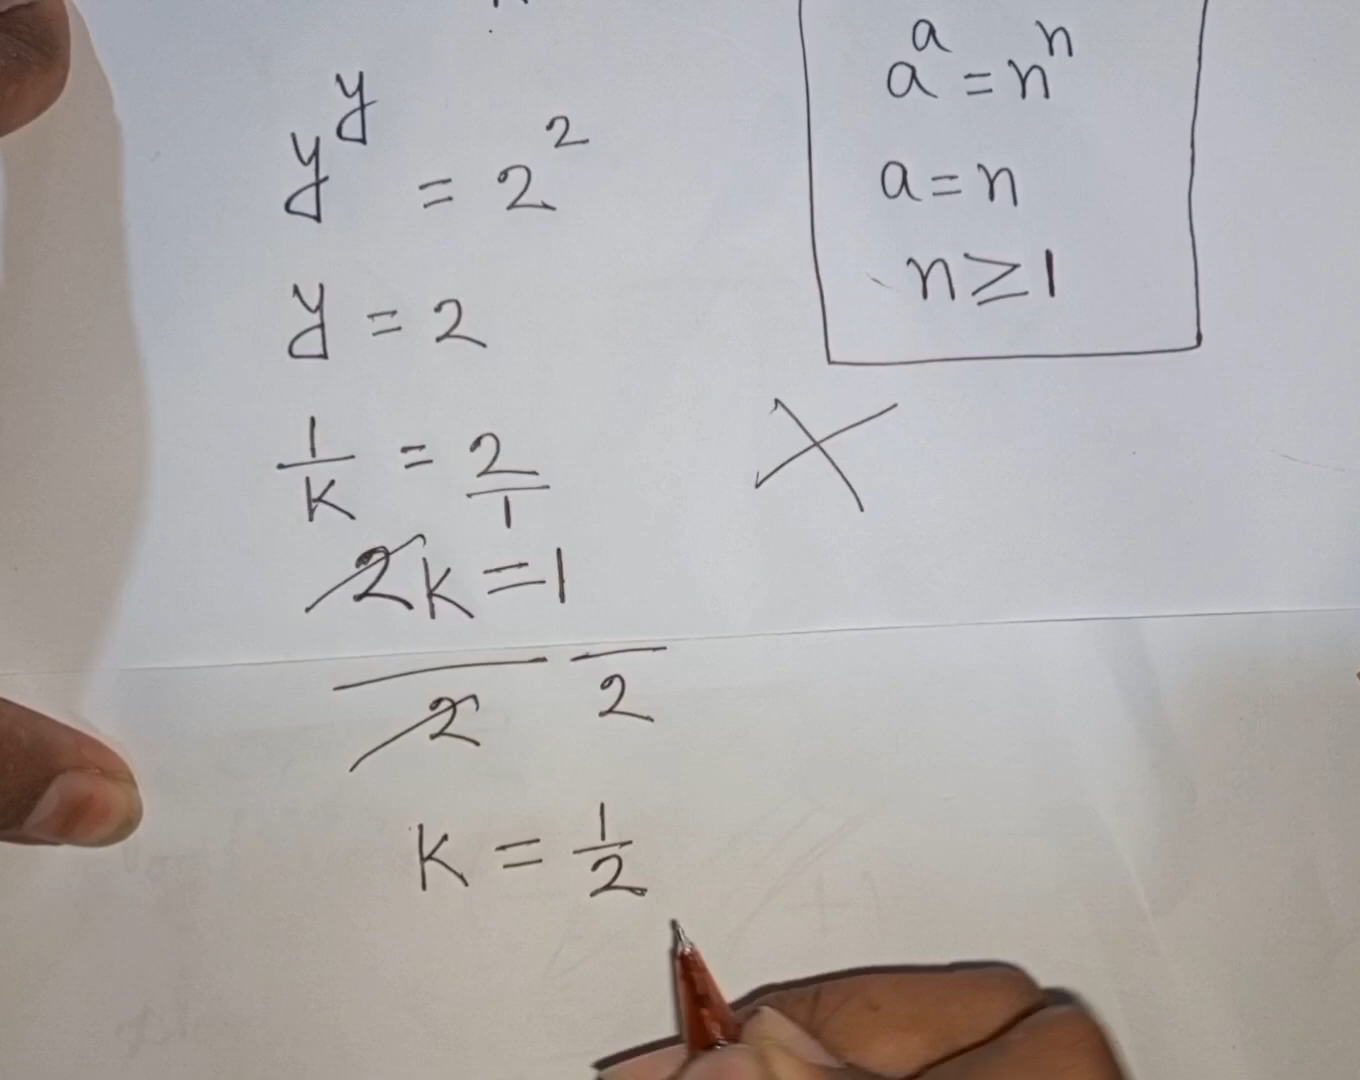 y^y = 2^2
y = 2
1/K = 2/1
2K = 1
2 2
K = 1/2
a^a = n^n
a = n
n ≥ 1